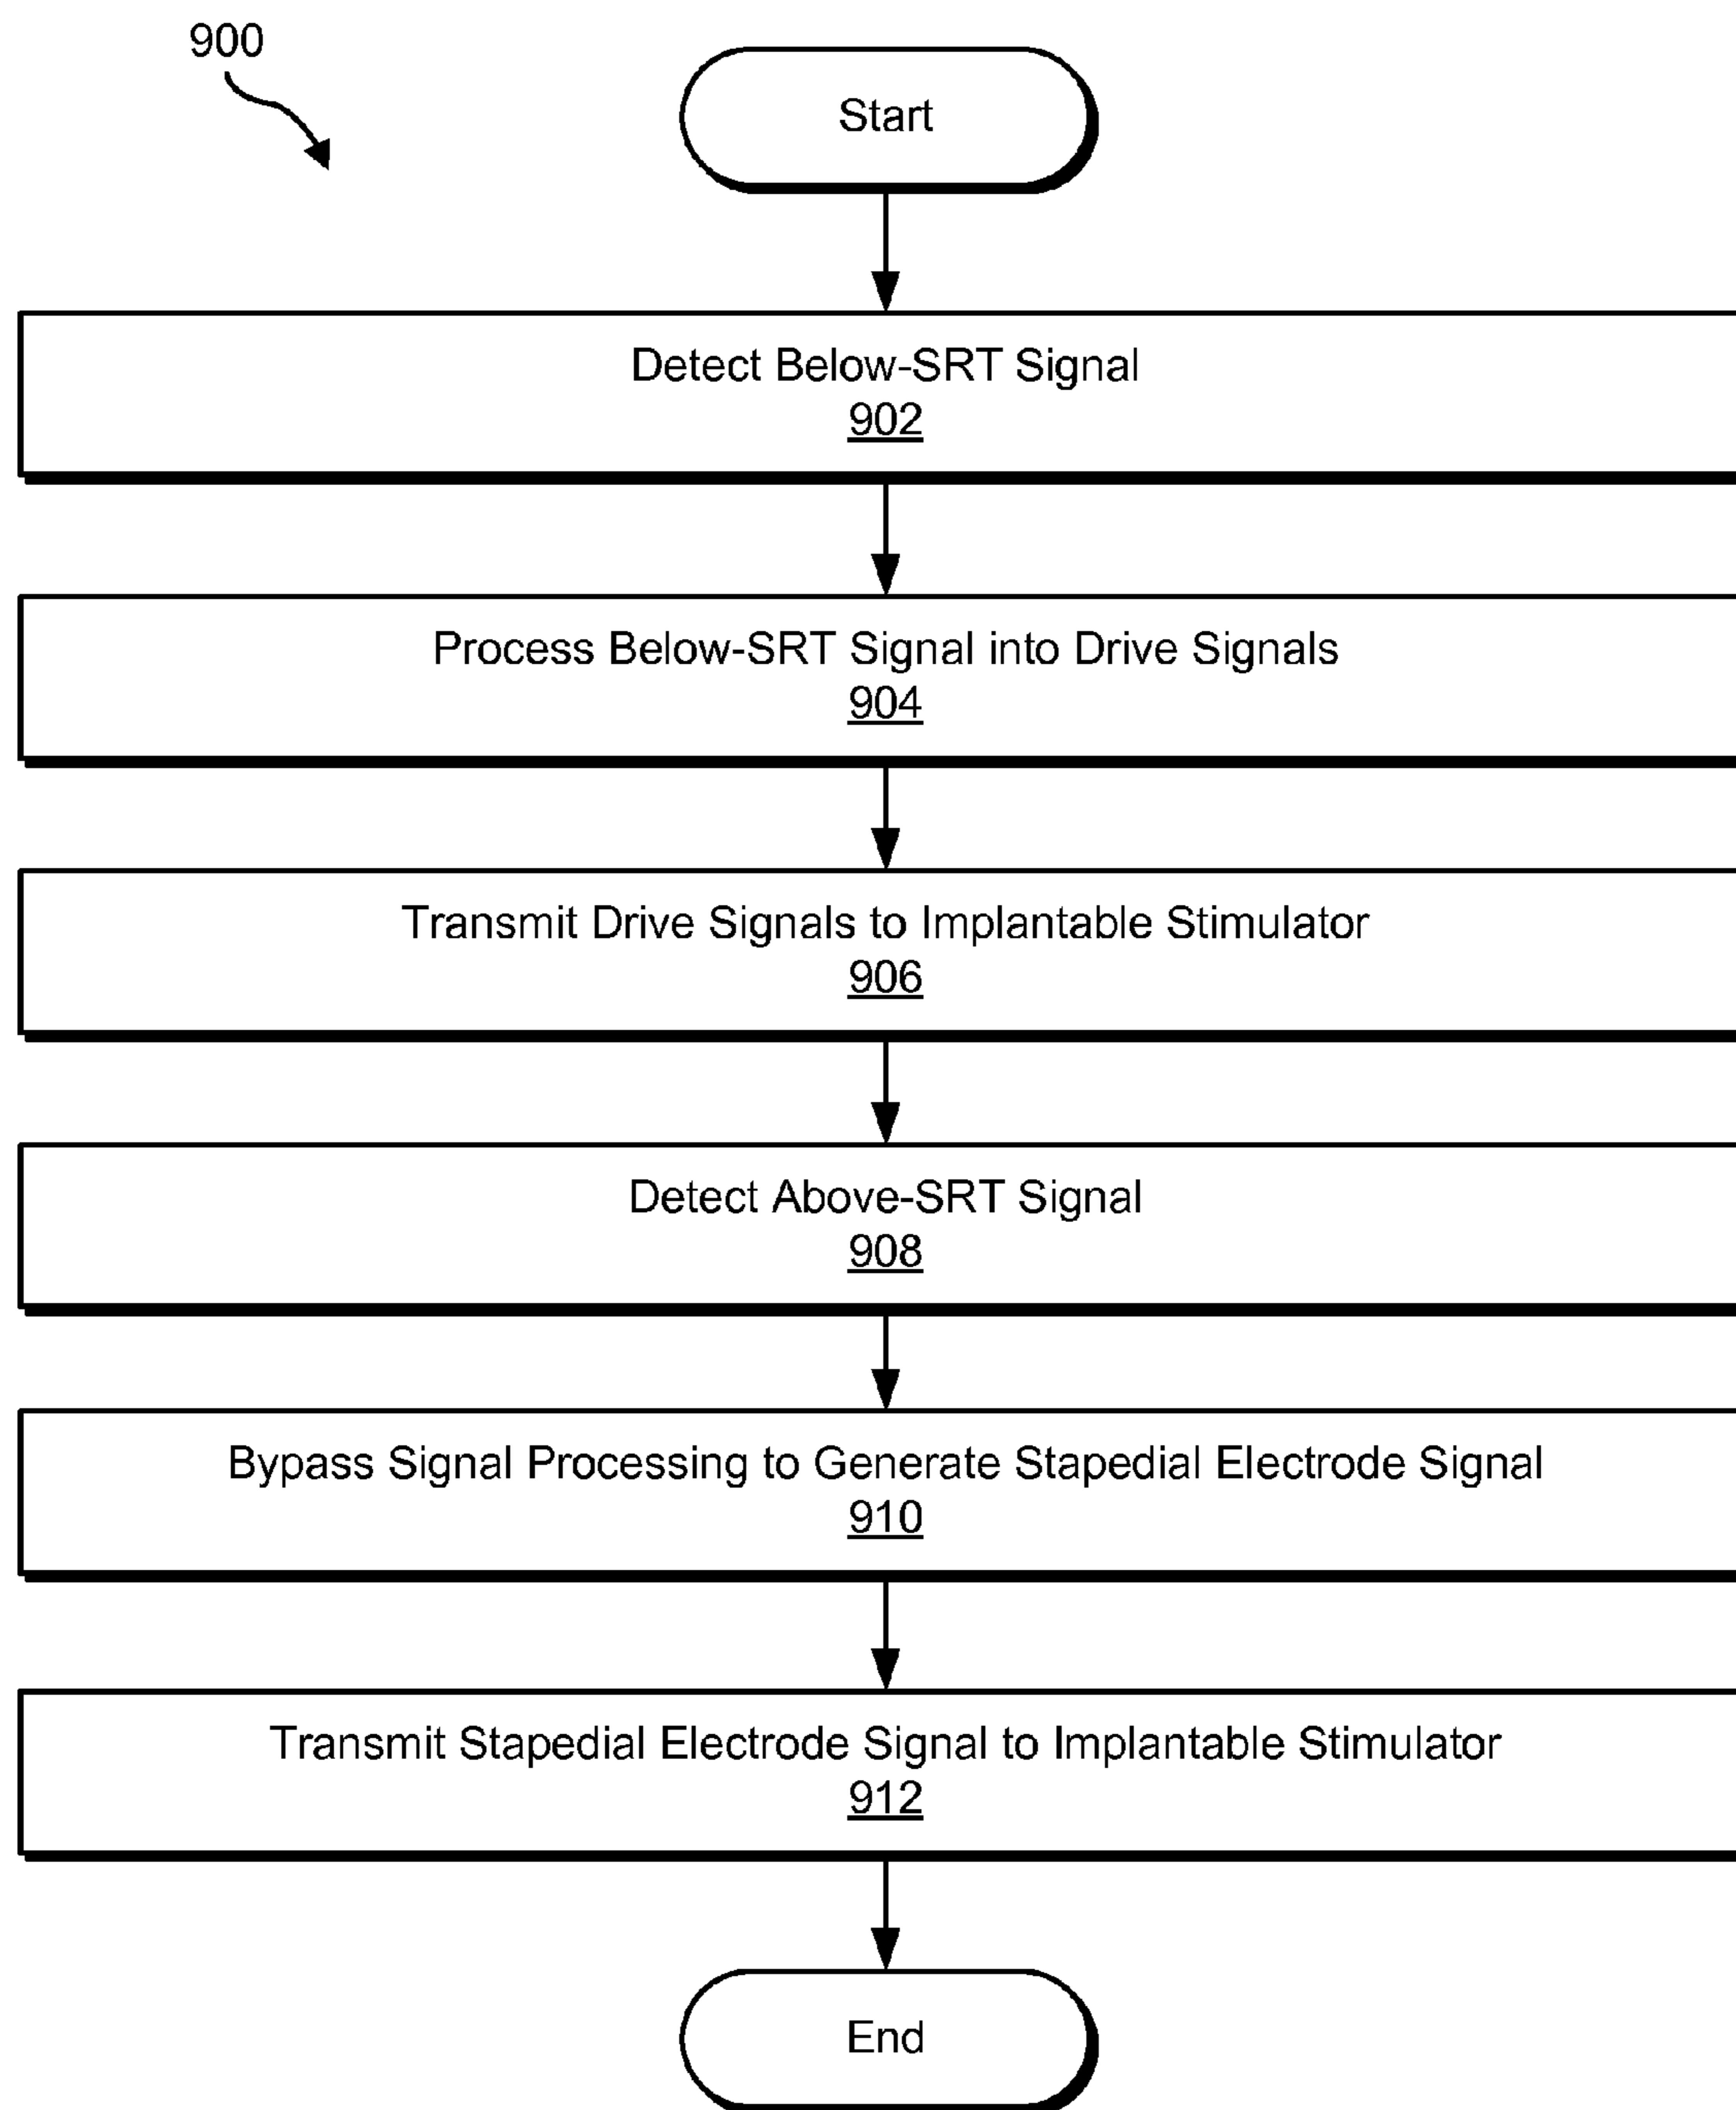 900
Start
Detect Below-SRT Signal
902
Process Below-SRT Signal into Drive Signals
904
Transmit Drive Signals to Implantable Stimulator
906
Detect Above-SRT Signal
908
Bypass Signal Processing to Generate Stapedial Electrode Signal
910
Transmit Stapedial Electrode Signal to Implantable Stimulator
912
End